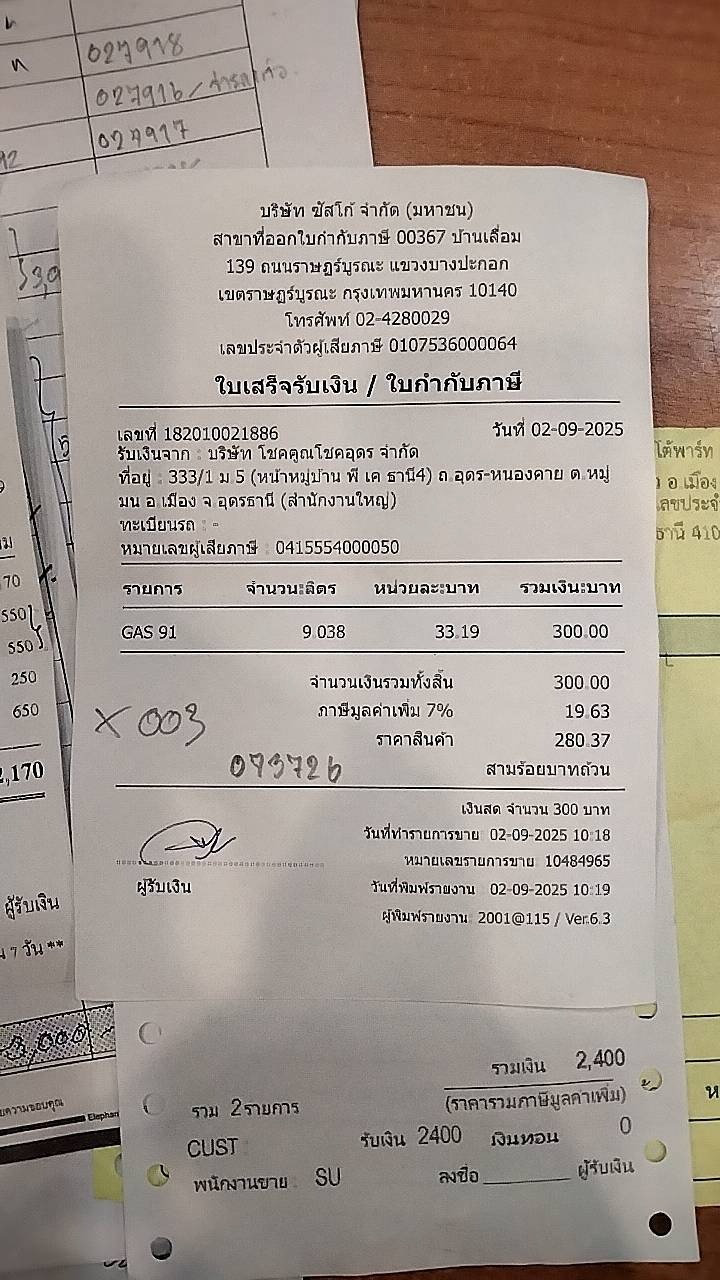 027918
027916
027917
บริษัท ซัสโก้ จำกัด (มหาชน)
สาขาที่ออกใบกำกับภาษี 00367 บ้านเลื่อม
139 ถนนราษฎร์บูรณะ แขวงบางปะกอก
เขตราษฎร์บูรณะ กรุงเทพมหานคร 10140
โทรศัพท์ 02-4280029
เลขประจำตัวผู้เสียภาษี 0107536000064
ใบเสร็จรับเงิน / ใบกำกับภาษี
เลขที่ 182010021886 วันที่ 02-09-2025
รับเงินจาก : บริษัท โชคคูณโชคอุดร จำกัด
ที่อยู่ : 333/1 ม 5 (หน้าหมู่บ้าน พี เค ธานี4) ถ อุดร-หนองคาย ต หมู
มน อ เมือง จ อุดรธานี (สำนักงานใหญ่)
ทะเบียนรถ : -
หมายเลขผู้เสียภาษี : 0415554000050
รายการ จำนวน:ลิตร หน่วยละ:บาท รวมเงิน:บาท
GAS 91 9.038 33.19 300.00
จำนวนเงินรวมทั้งสิ้น 300.00
ภาษีมูลค่าเพิ่ม 7% 19.63
X 003
ราคาสินค้า 280.37
073726
สามร้อยบาทถ้วน
เงินสด จำนวน 300 บาท
วันที่ทำรายการขาย 02-09-2025 10:18
หมายเลขรายการขาย 10484965
ผู้รับเงิน
วันที่พิมพ์รายงาน 02-09-2025 10:19
ผู้พิมพ์รายงาน 2001@115 / Ver.6.3
รวมเงิน 2,400
(ราคารวมภาษีมูลค่าเพิ่ม)
รวม 2รายการ
CUST รับเงิน 2400 เงินทอน 0
พนักงานขาย SU ลงชื่อ ผู้รับเงิน
70
550
550
250
650
2,170
ผู้รับเงิน
7 วัน **
Elephan
โต้พาร์ท
อ เมือง
ธานี 410